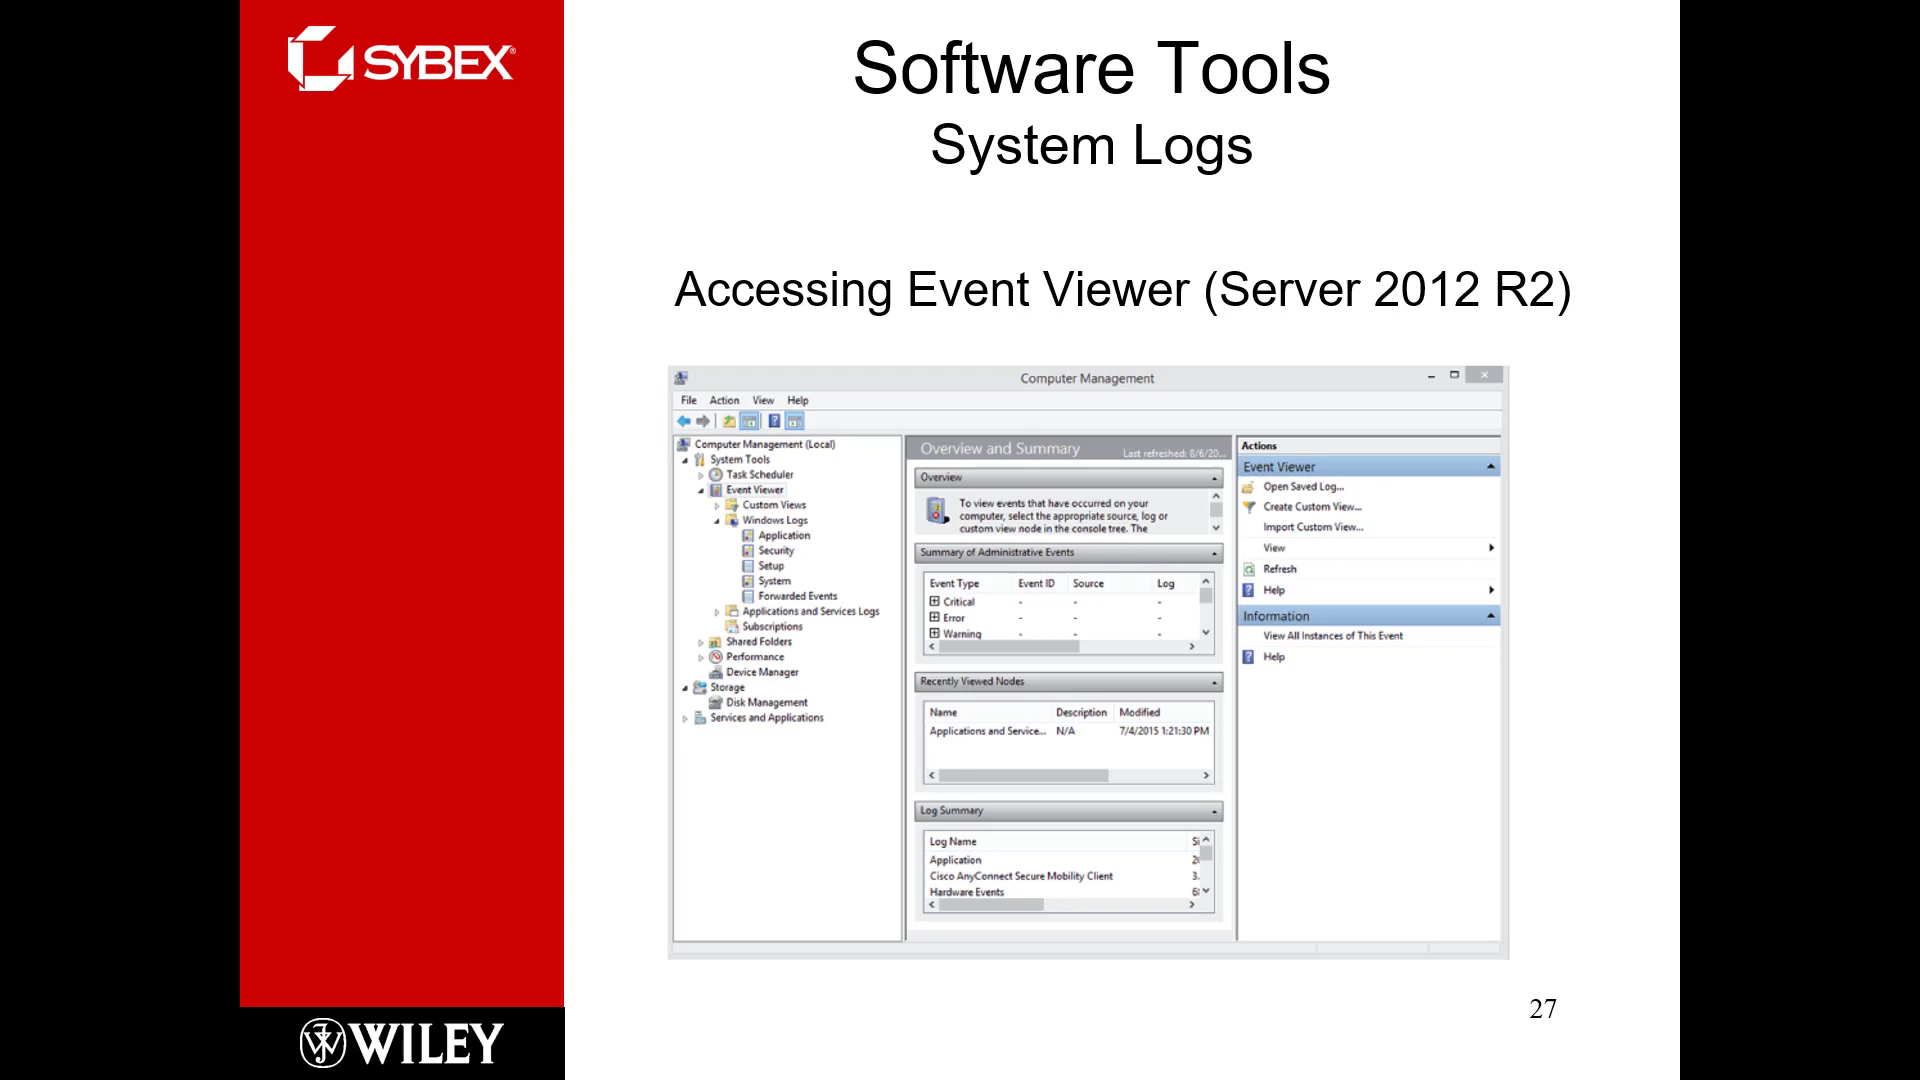 SYBEX®
Software Tools
System Logs
Accessing Event Viewer (Server 2012 R2)
Computer Management
File Action View Help
Computer Management (Local)
System Tools
Task Scheduler
Event Viewer
Custom Views
Windows Logs
Application
Security
Setup
System
Forwarded Events
Applications and Services Logs
Subscriptions
Shared Folders
Performance
Device Manager
Storage
Disk Management
Services and Applications
Overview and Summary Last refreshed: 8/6/20...
Overview
To view events that have occurred on your
computer, select the appropriate source, log or
custom view node in the console tree. The
Summary of Administrative Events
Event Type Event ID Source Log
Critical - - -
Error - - -
Warning - - -
Recently Viewed Nodes
Name Description Modified
Applications and Service... N/A 7/4/2015 1:21:30 PM
Log Summary
Log Name
Application
Cisco AnyConnect Secure Mobility Client
Hardware Events
Actions
Event Viewer
Open Saved Log...
Create Custom View...
Import Custom View...
View
Refresh
Help
Information
View All Instances of This Event
Help
27
WILEY